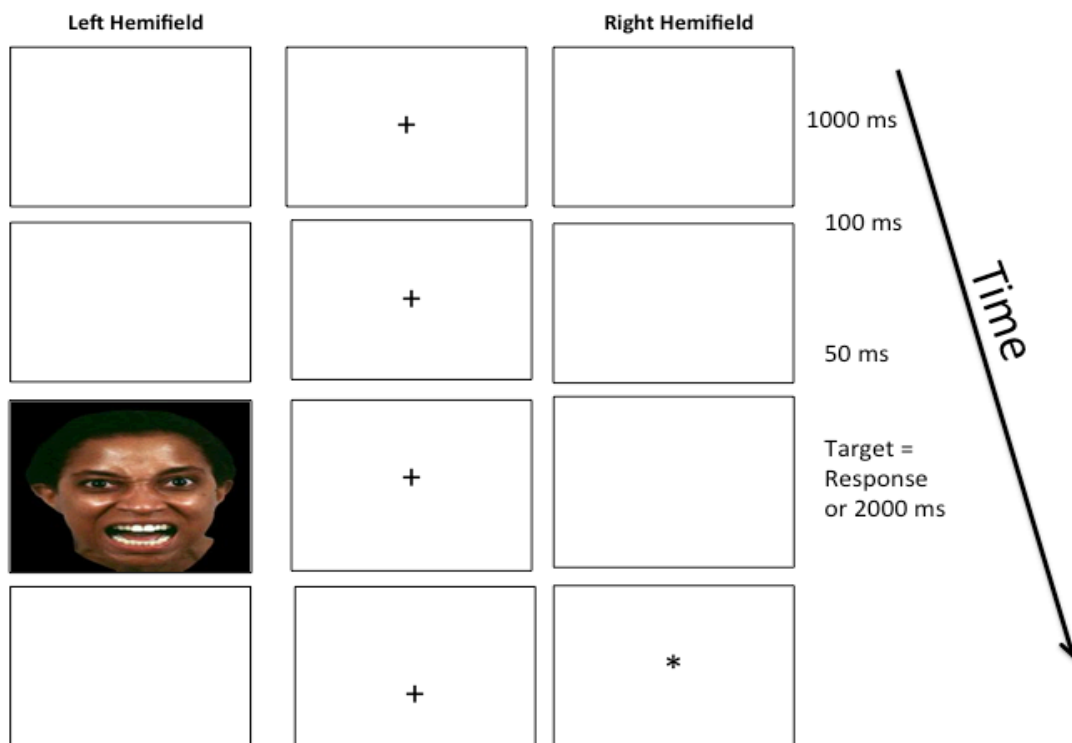 Left Hemifield
Right Hemifield
+
1000 ms
100 ms
+
Time
50 ms
+
Target =
Response
or 2000 ms
*
+